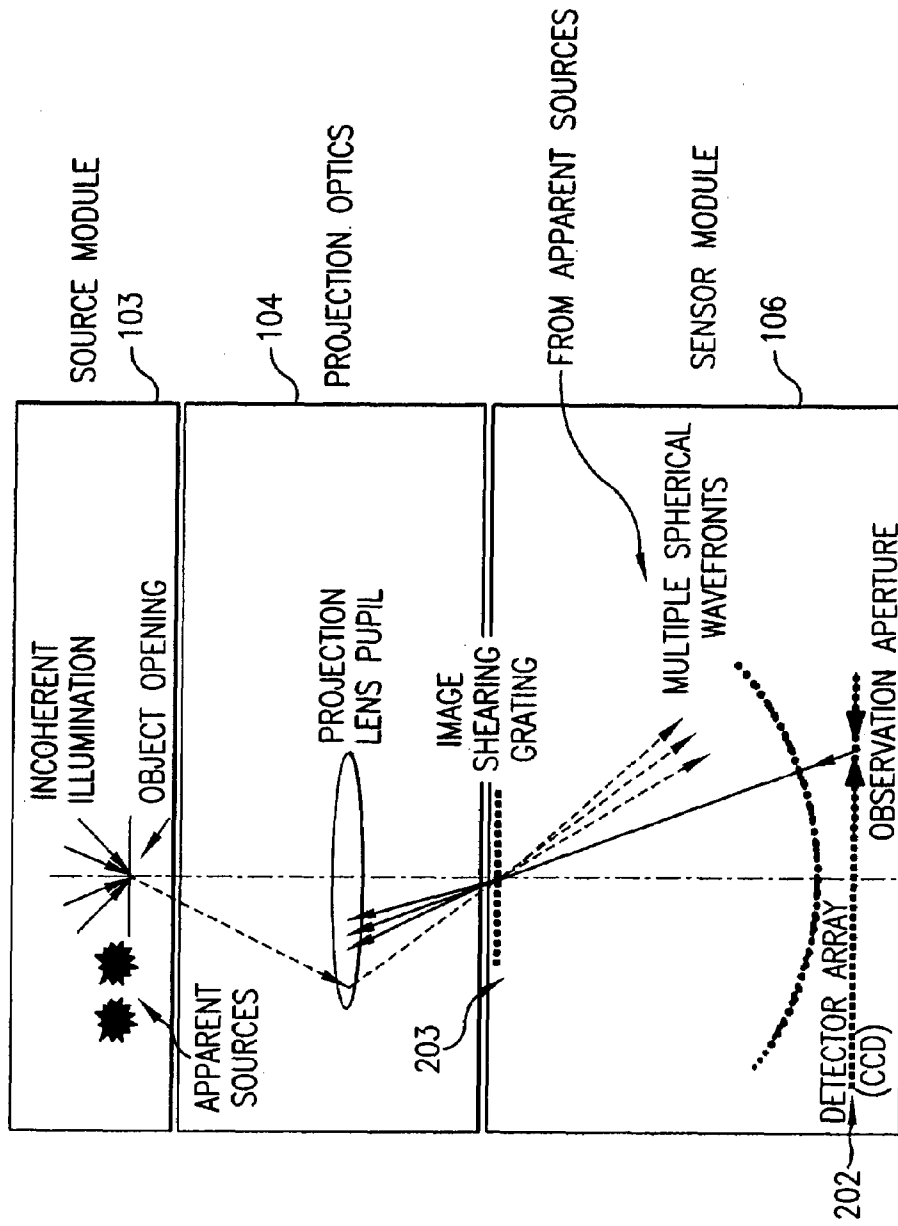 SOURCE MODULE
103
INCOHERENT
ILLUMINATION
OBJECT OPENING
APPARENT
SOURCES
104
PROJECTION OPTICS
PROJECTION
LENS PUPIL
IMAGE
SHEARING
GRATING
203
FROM APPARENT SOURCES
MULTIPLE SPHERICAL
WAVEFRONTS
SENSOR MODULE
106
DETECTOR ARRAY
(CCD)
202
OBSERVATION APERTURE